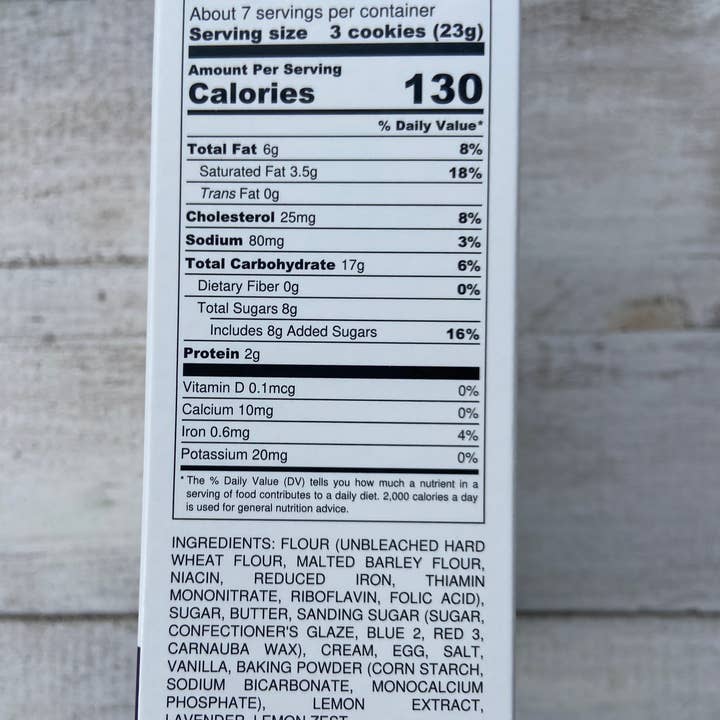 About 7 servings per container
Serving size 3 cookies (23g)
Amount Per Serving
Calories 130
% Daily Value*
Total Fat 6g 8%
Saturated Fat 3.5g 18%
Trans Fat 0g
Cholesterol 25mg 8%
Sodium 80mg 3%
Total Carbohydrate 17g 6%
Dietary Fiber 0g 0%
Total Sugars 8g
Includes 8g Added Sugars 16%
Protein 2g
Vitamin D 0.1mcg 0%
Calcium 10mg 0%
Iron 0.6mg 4%
Potassium 20mg 0%
* The % Daily Value (DV) tells you how much a nutrient in a
serving of food contributes to a daily diet. 2,000 calories a day
is used for general nutrition advice.
INGREDIENTS: FLOUR (UNBLEACHED HARD
WHEAT FLOUR, MALTED BARLEY FLOUR,
NIACIN, REDUCED IRON, THIAMIN
MONONITRATE, RIBOFLAVIN, FOLIC ACID),
SUGAR, BUTTER, SANDING SUGAR (SUGAR,
CONFECTIONER'S GLAZE, BLUE 2, RED 3,
CARNAUBA WAX), CREAM, EGG, SALT,
VANILLA, BAKING POWDER (CORN STARCH,
SODIUM BICARBONATE, MONOCALCIUM
PHOSPHATE), LEMON EXTRACT,
LAVENDER, LEMON ZEST